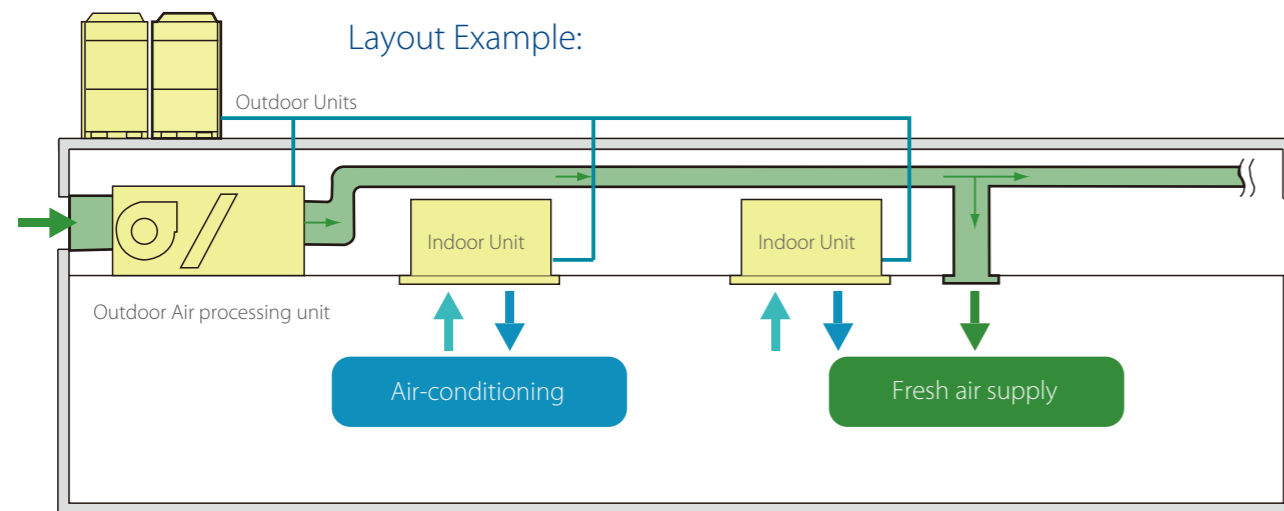 Layout Example:
Outdoor Units
Indoor Unit
Indoor Unit
Outdoor Air processing unit
Air-conditioning
Fresh air supply